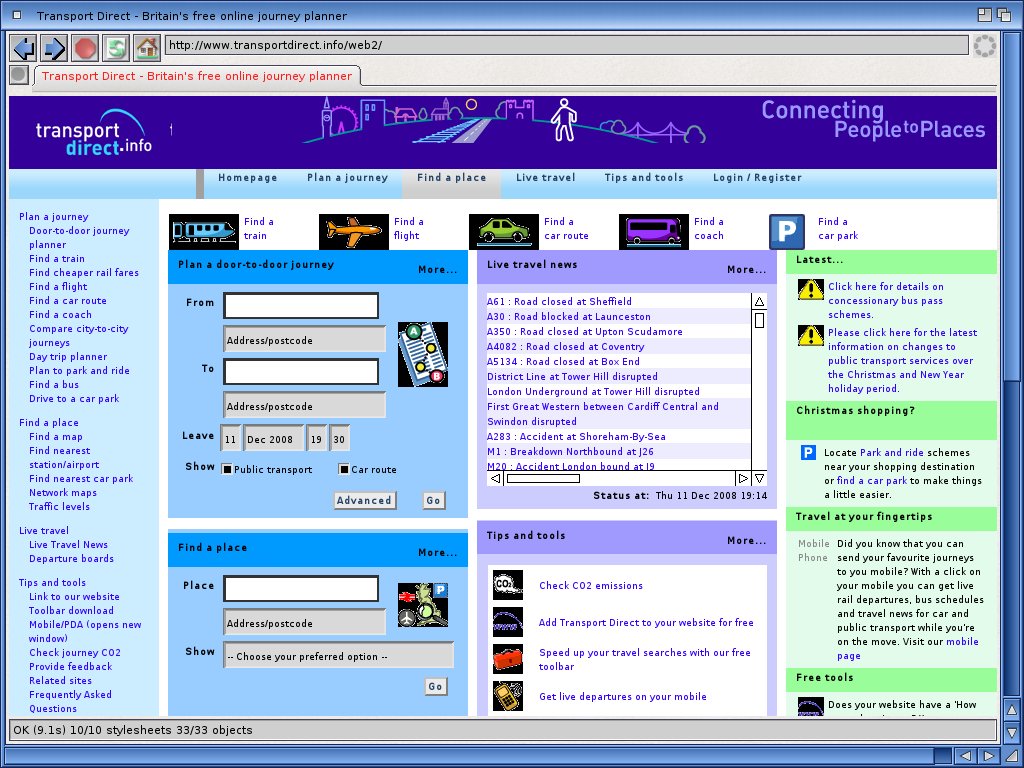 Transport Direct - Britain's free online journey planner
http://www.transportdirect.info/web2/
Transport Direct - Britain's free online journey planner
transport
direct.info
Connecting
PeopletoPlaces
Homepage
Plan a journey
Find a place
Live travel
Tips and tools
Login / Register
Plan a journey
Door-to-door journey
planner
Find a train
Find cheaper rail fares
Find a flight
Find a car route
Find a coach
Compare city-to-city
journeys
Day trip planner
Plan to park and ride
Find a bus
Drive to a car park
Find a place
Find a map
Find nearest
station/airport
Find nearest car park
Network maps
Traffic levels
Live travel
Live Travel News
Departure boards
Tips and tools
Link to our website
Toolbar download
Mobile/PDA (opens new
window)
Check journey CO2
Provide feedback
Related sites
Frequently Asked
Questions
Find a
train
Find a
flight
Find a
car route
Find a
coach
P
Find a
car park
Plan a door-to-door journey
More...
From
Address/postcode
To
Address/postcode
A
B
Leave
11
Dec 2008
19
30
Show
Public transport
Car route
Advanced
Go
Find a place
More...
Place
Address/postcode
P
Show
-- Choose your preferred option --
Go
Live travel news
More...
A61 : Road closed at Sheffield
A30 : Road blocked at Launceston
A350 : Road closed at Upton Scudamore
A4082 : Road closed at Coventry
A5134 : Road closed at Box End
District Line at Tower Hill disrupted
London Underground at Tower Hill disrupted
First Great Western between Cardiff Central and
Swindon disrupted
A283 : Accident at Shoreham-By-Sea
M1 : Breakdown Northbound at J26
M20 : Accident London bound at J9
Status at: Thu 11 Dec 2008 19:14
Tips and tools
More...
CO2
Check CO2 emissions
Add Transport Direct to your website for free
Speed up your travel searches with our free
toolbar
Get live departures on your mobile
Latest...
Click here for details on
concessionary bus pass
schemes.
Please click here for the latest
information on changes to
public transport services over
the Christmas and New Year
holiday period.
Christmas shopping?
P
Locate Park and ride schemes
near your shopping destination
or find a car park to make things
a little easier.
Travel at your fingertips
Mobile
Phone
Did you know that you can
send your favourite journeys
to you mobile? With a click on
your mobile you can get live
rail departures, bus schedules
and travel news for car and
public transport while you're
on the move. Visit our mobile
page
Free tools
Does your website have a 'How
OK (9.1s) 10/10 stylesheets 33/33 objects